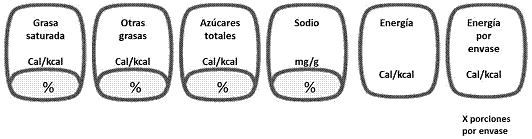 Grasa
saturada
Cal/kcal
%
Otras
grasas
Cal/kcal
%
Azúcares
totales
Cal/kcal
%
Sodio
mg/g
%
Energía
Cal/kcal
Energía
por
envase
Cal/kcal
X porciones
por envase